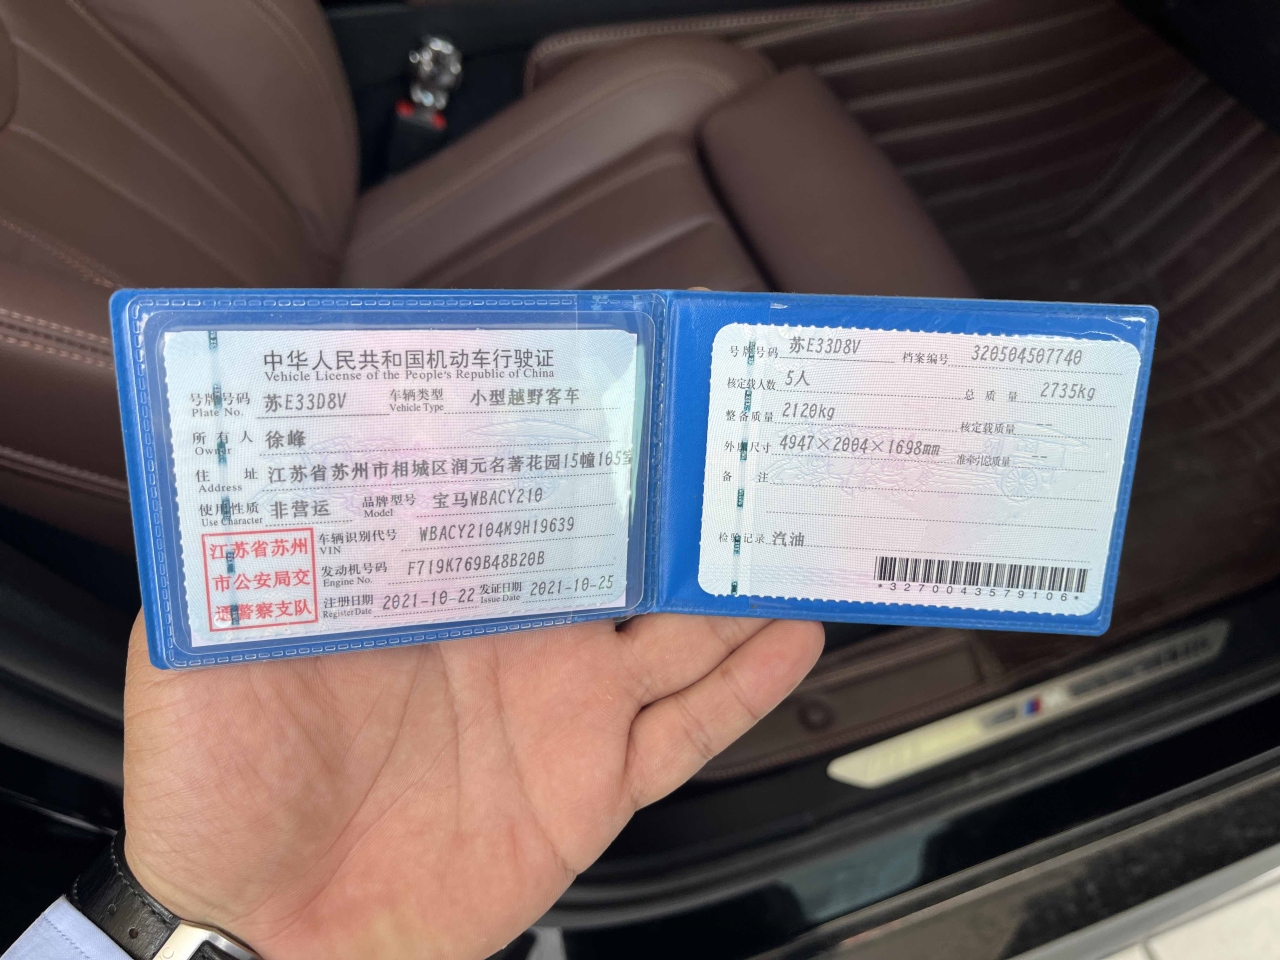 中华人民共和国机动车行驶证
Vehicle License of the People's Republic of China
号牌号码 苏E33D8V 车辆类型 小型越野客车
Plate No. Vehicle Type
所有人 徐峰
Owner
住址 江苏省苏州市相城区润元名著花园15幢105室
Address
使用性质 非营运 品牌型号 宝马WBACY210
Use Character Model
江苏省苏州
市公安局交
通警察支队
车辆识别代号 WBACY2104M9H19639
VIN
发动机号码 F719K769B48B20B
Engine No.
注册日期 2021-10-22 发证日期 2021-10-25
Register Date Issue Date
号牌号码 苏E33D8V 档案编号 320504507740
核定载人数 5人 总质量 2735kg
整备质量 2120kg 核定载质量 --
外廓尺寸 4947×2004×1698mm 准牵引总质量 --
备注
检验记录 汽油
*3270043579106*